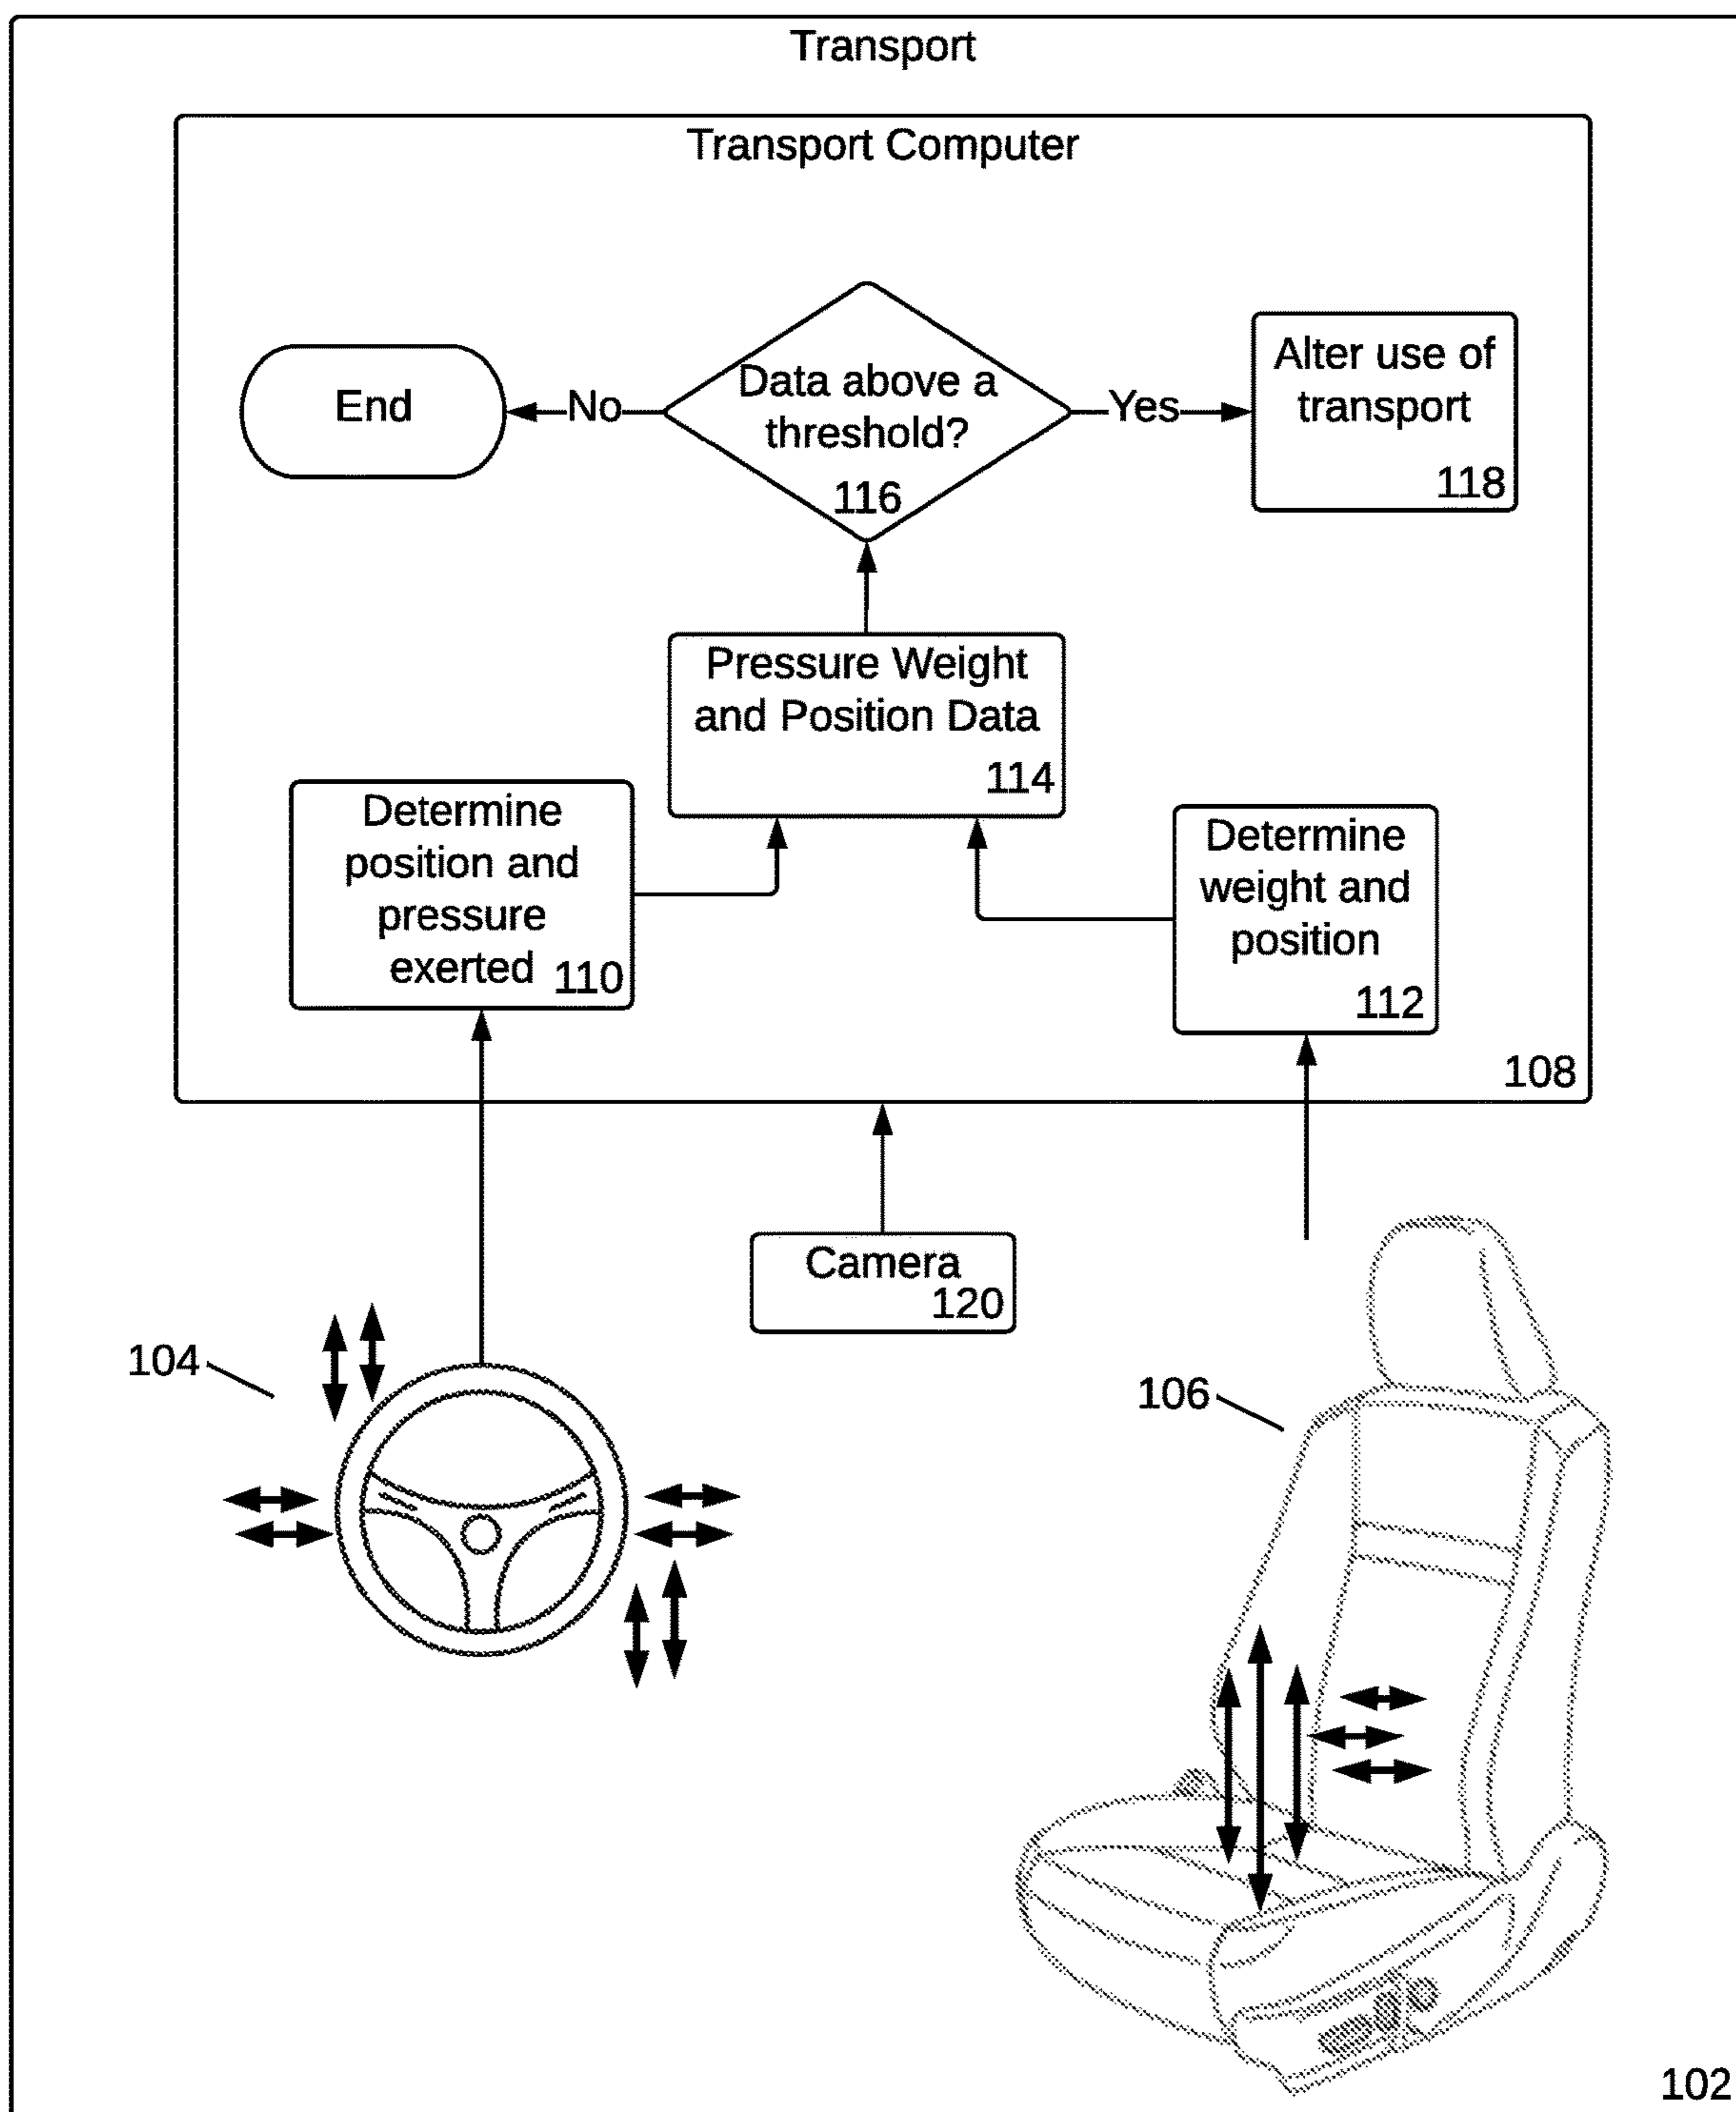 Transport
Transport Computer
End
No
Data above a
threshold?
116
Yes
Alter use of
transport
118
Pressure Weight
and Position Data
114
Determine
position and
pressure
exerted 110
Determine
weight and
position
112
108
Camera
120
104
106
102